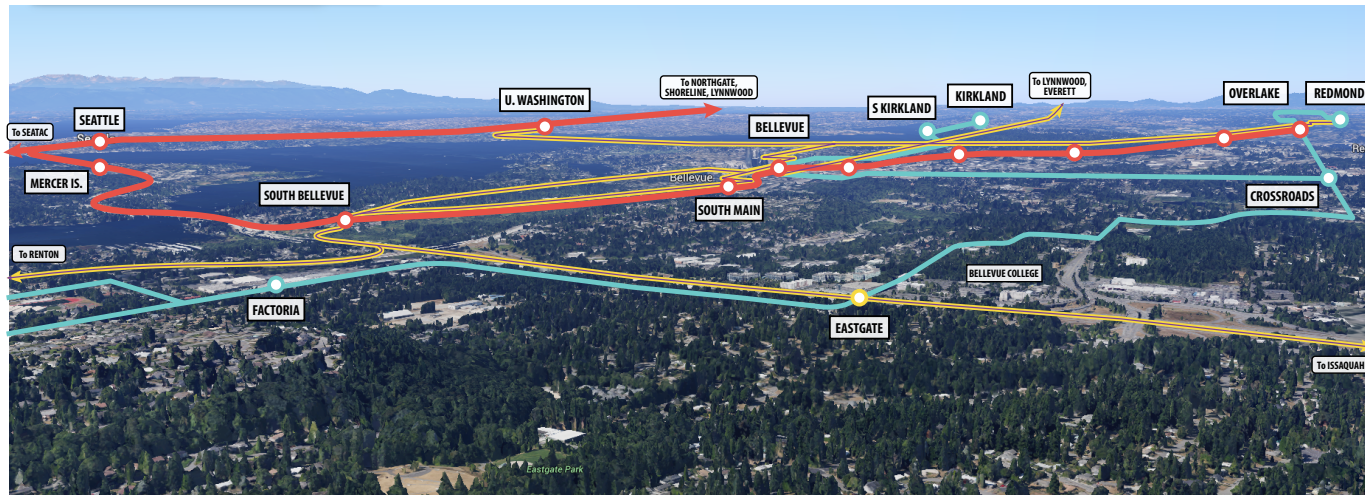 To NORTHGATE,
SHORELINE, LYNNWOOD
To LYNNWOOD,
EVERETT
U. WASHINGTON
S KIRKLAND
KIRKLAND
OVERLAKE
REDMOND
SEATTLE
To SEATAC
BELLEVUE
MERCER IS.
Bellevue
SOUTH BELLEVUE
SOUTH MAIN
CROSSROADS
To RENTON
BELLEVUE COLLEGE
FACTORIA
EASTGATE
To ISSAQUAH
Eastgate Park